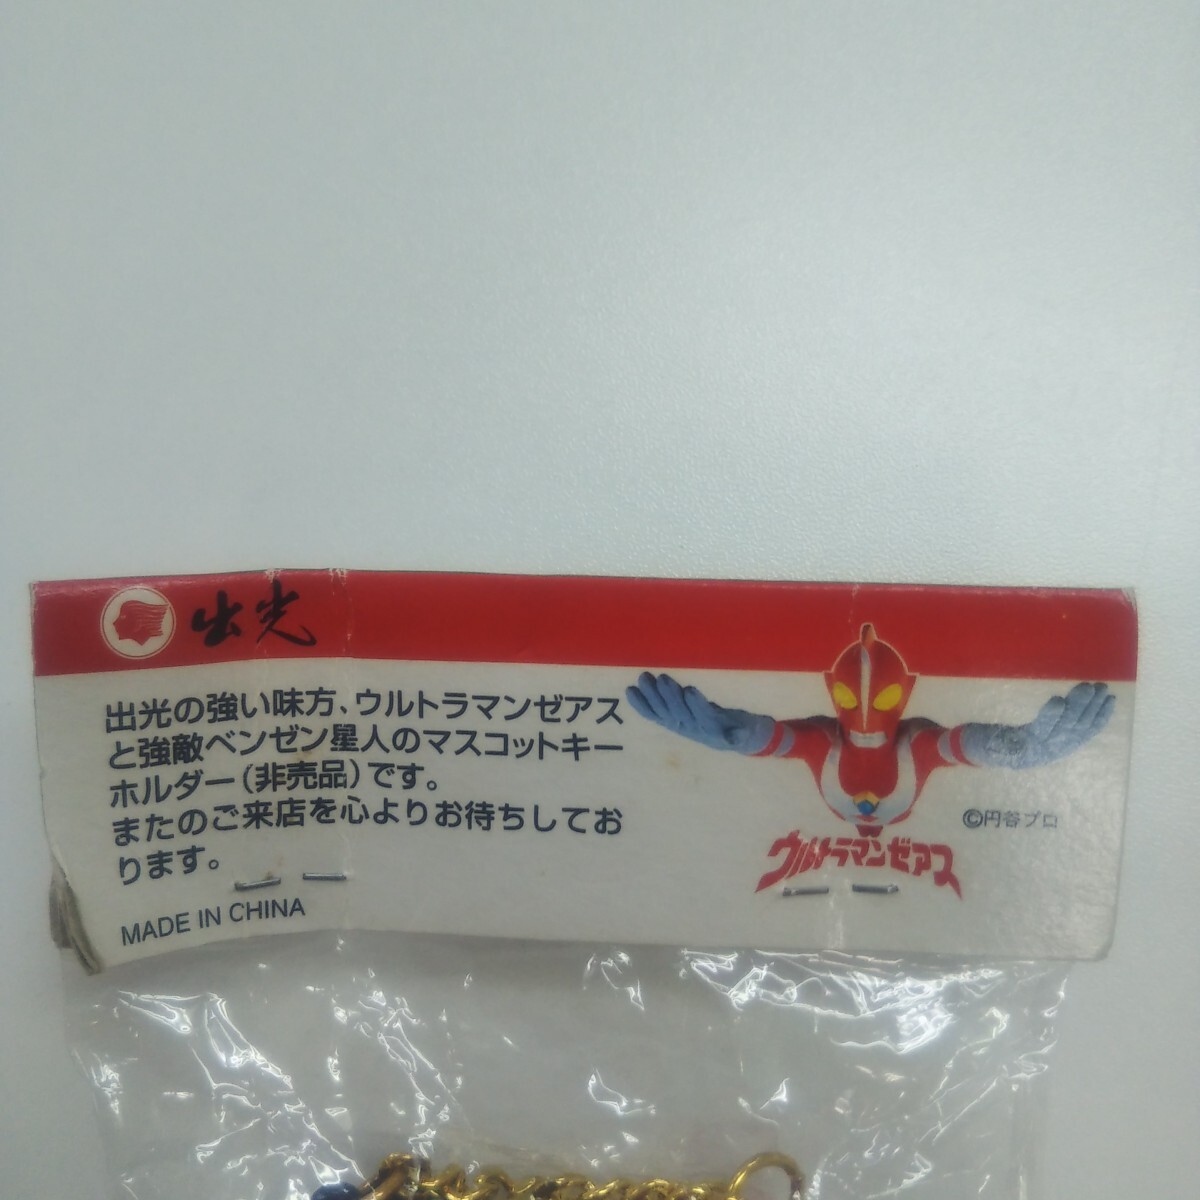 出光
出光の強い味方、ウルトラマンゼアス
と強敵ベンゼン星人のマスコットキー
ホルダー(非売品)です。
またのご来店を心よりお待ちしてお
ります。
MADE IN CHINA
©円谷プロ
ウルトラマンゼアス